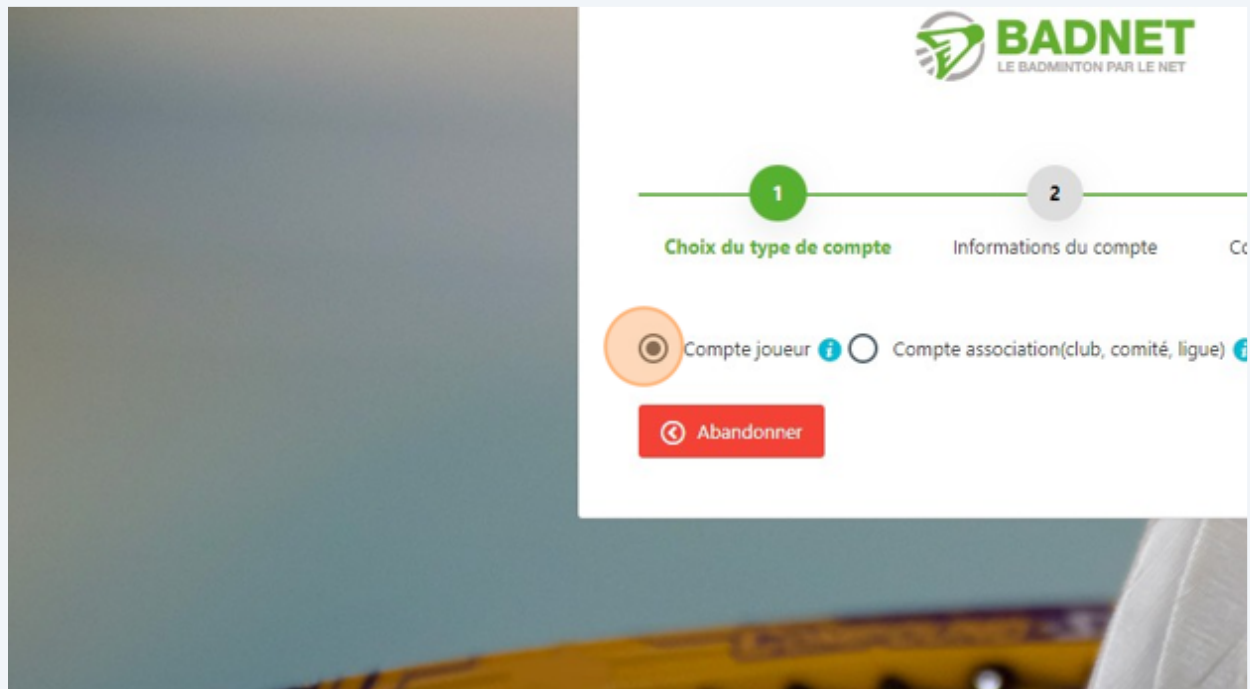 BADNET
LE BADMINTON PAR LE NET
1
2
Choix du type de compte
Informations du compte
Compte joueur
Compte association(club, comité, ligue)
Abandonner